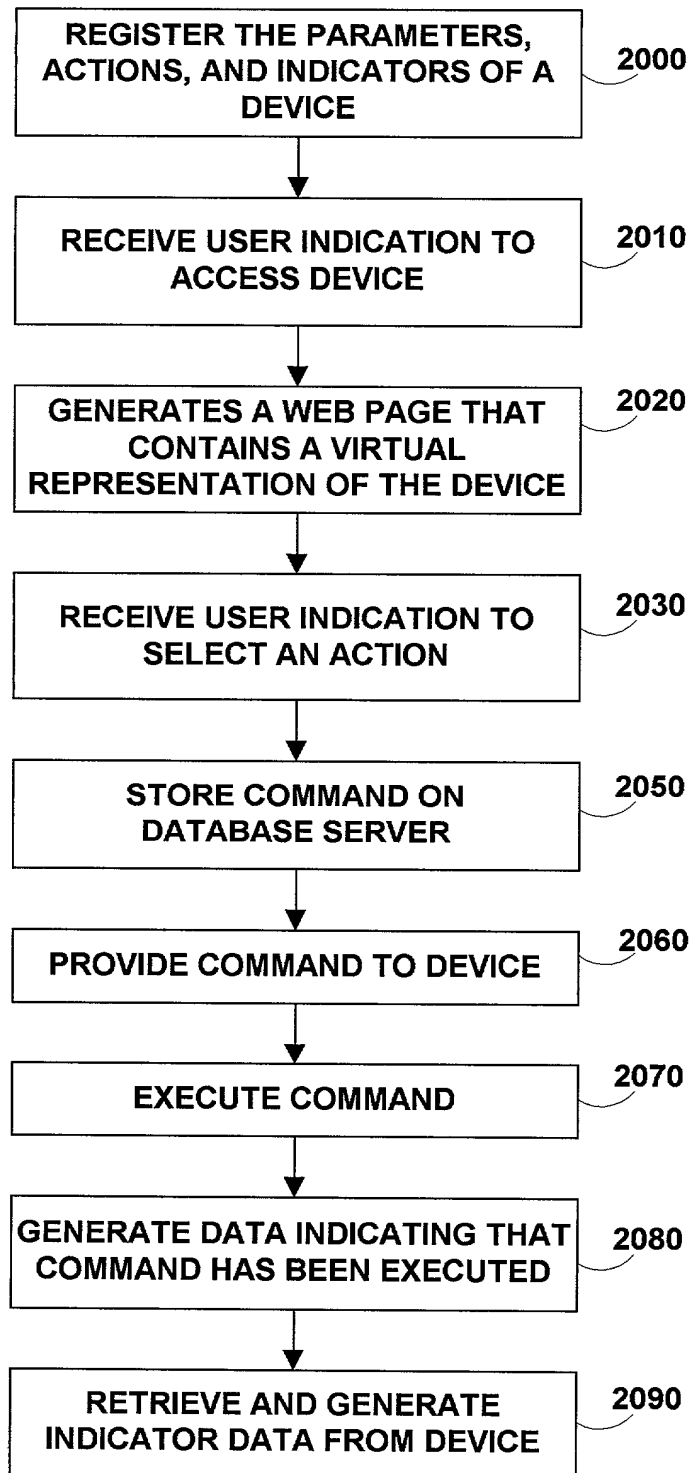 REGISTER THE PARAMETERS,
ACTIONS, AND INDICATORS OF A
DEVICE
2000
RECEIVE USER INDICATION TO
ACCESS DEVICE
2010
GENERATES A WEB PAGE THAT
CONTAINS A VIRTUAL
REPRESENTATION OF THE DEVICE
2020
RECEIVE USER INDICATION TO
SELECT AN ACTION
2030
STORE COMMAND ON
DATABASE SERVER
2050
PROVIDE COMMAND TO DEVICE
2060
EXECUTE COMMAND
2070
GENERATE DATA INDICATING THAT
COMMAND HAS BEEN EXECUTED
2080
RETRIEVE AND GENERATE
INDICATOR DATA FROM DEVICE
2090